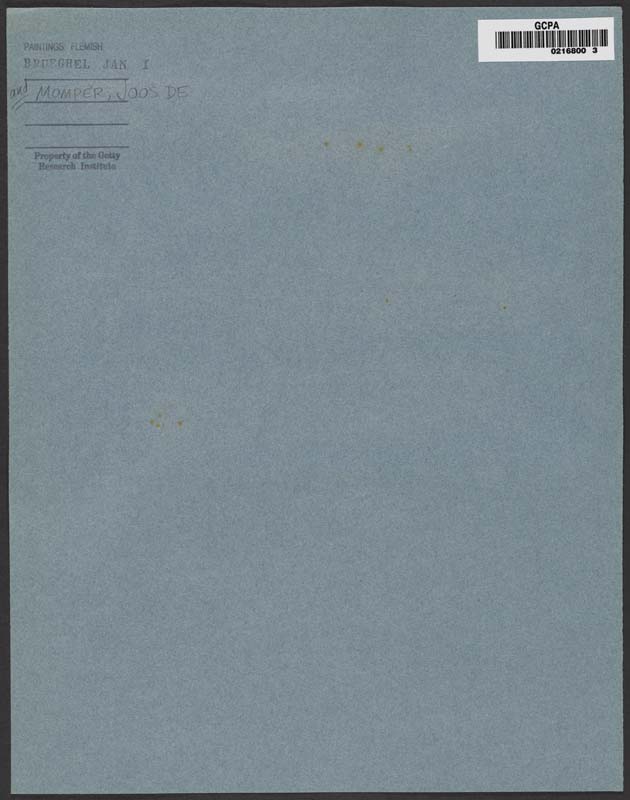 PAINTINGS FLEMISH
BRUEGHEL JAN I
and MOMPER, JOOS DE
Property of the Getty
Research Institute
GCPA
0216800 3